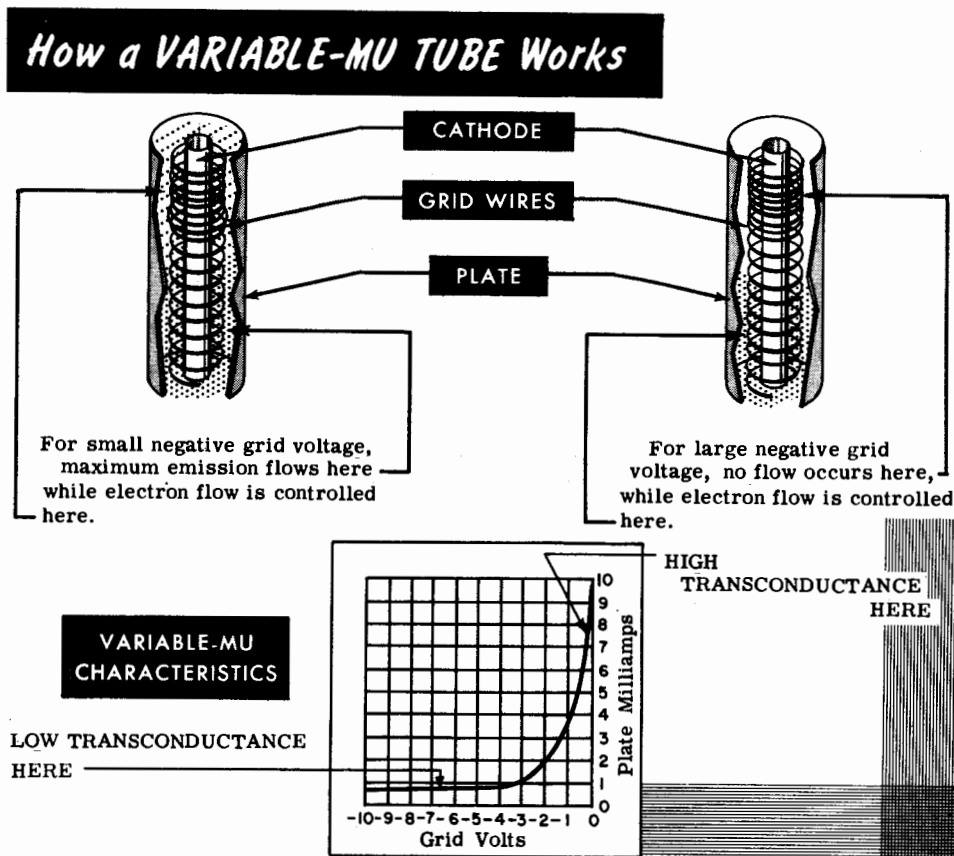 How a VARIABLE-MU TUBE Works
CATHODE
GRID WIRES
PLATE
For small negative grid voltage,
maximum emission flows here
while electron flow is controlled
here.
For large negative grid
voltage, no flow occurs here,
while electron flow is controlled
here.
VARIABLE-MU
CHARACTERISTICS
HIGH
TRANSCONDUCTANCE
HERE
LOW TRANSCONDUCTANCE
HERE
10
9
8
7
6
5
4
3
2
1
0
Plate Milliamps
-10-9-8-7-6-5-4-3-2-1 0
Grid Volts